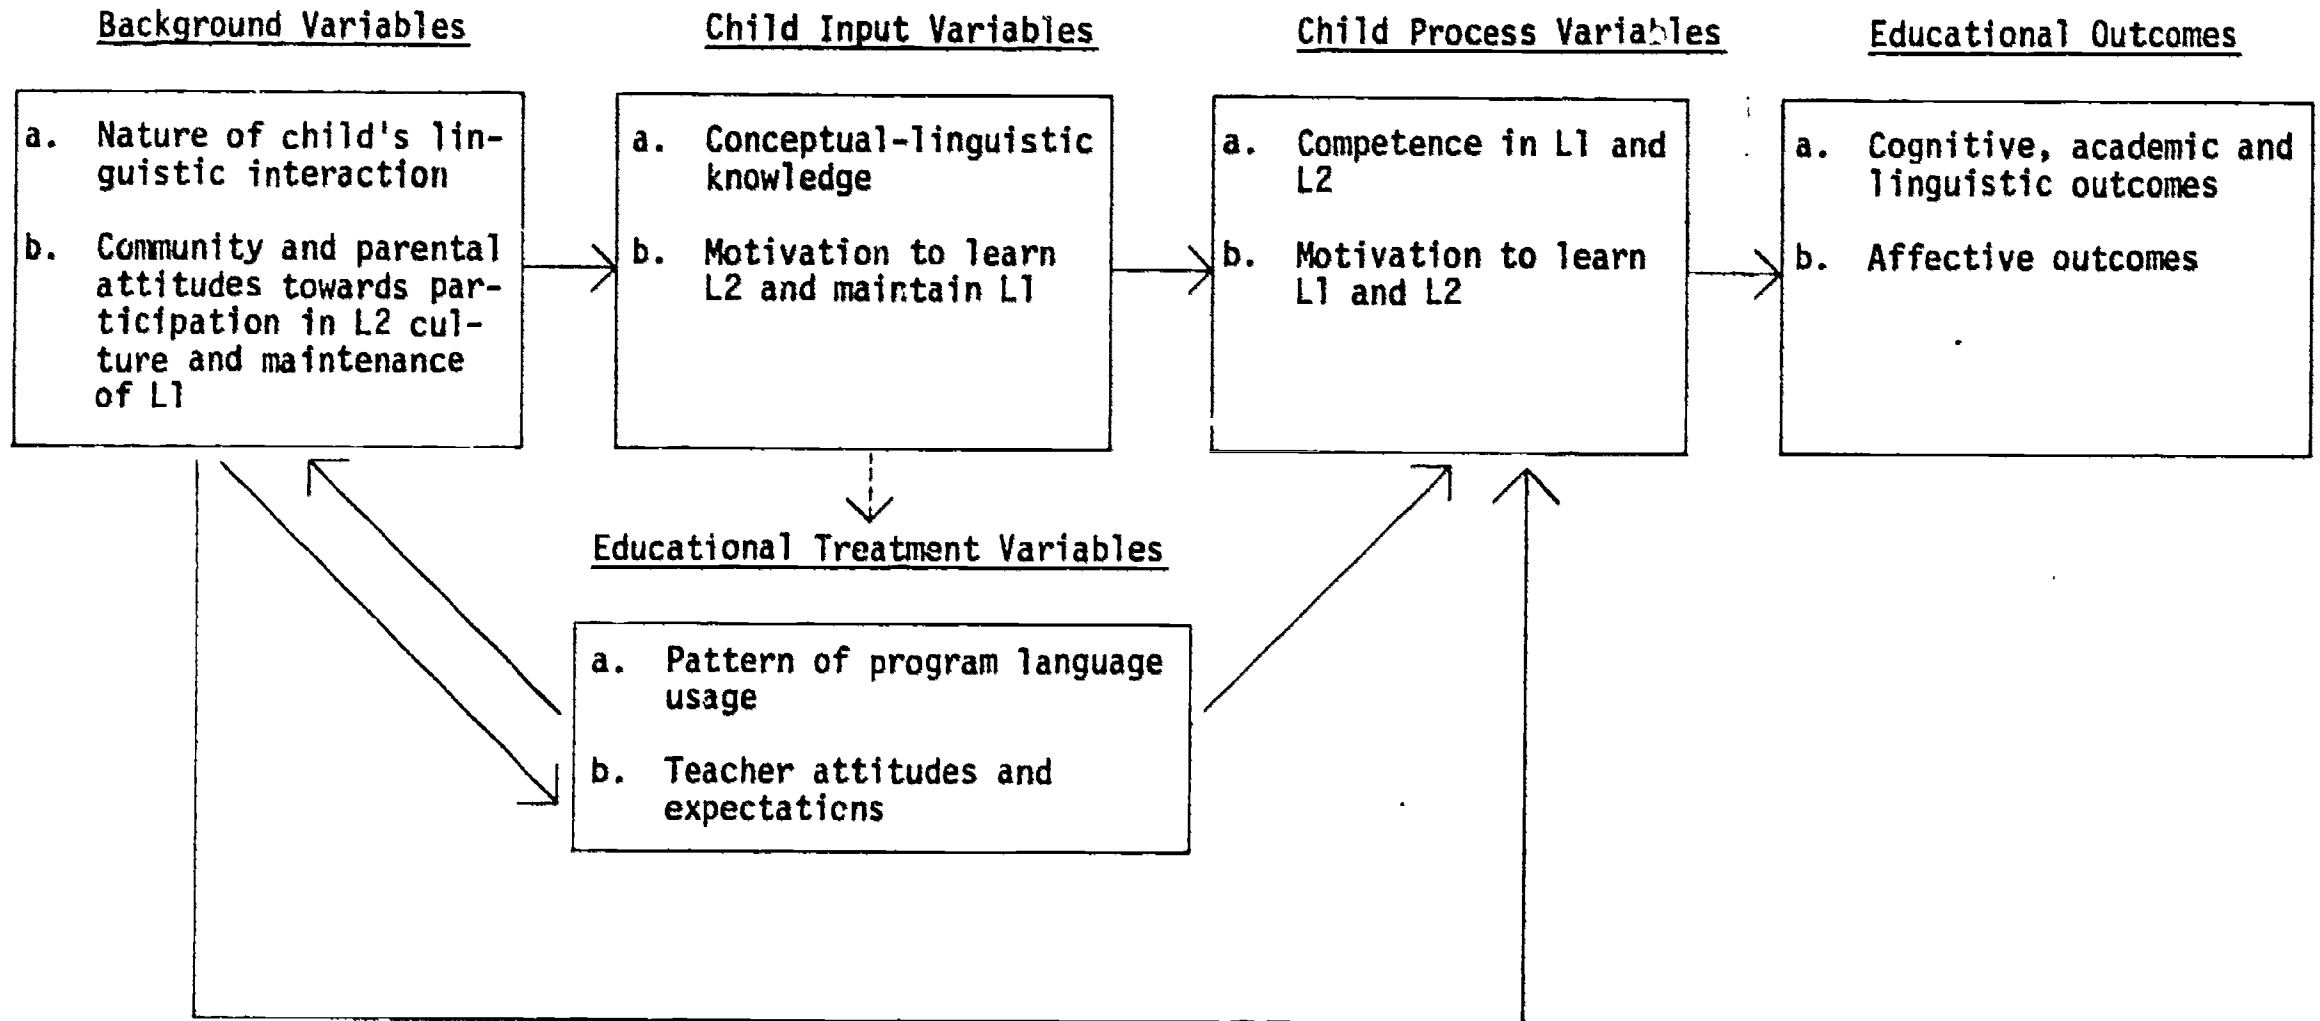 Background Variables
a. Nature of child's lin-
guistic interaction
b. Community and parental
attitudes towards par-
ticipation in L2 cul-
ture and maintenance
of L1
Child Input Variables
a. Conceptual-linguistic
knowledge
b. Motivation to learn
L2 and maintain L1
Child Process Variables
a. Competence in L1 and
L2
b. Motivation to learn
L1 and L2
Educational Outcomes
a. Cognitive, academic and
linguistic outcomes
b. Affective outcomes
Educational Treatment Variables
a. Pattern of program language
usage
b. Teacher attitudes and
expectations